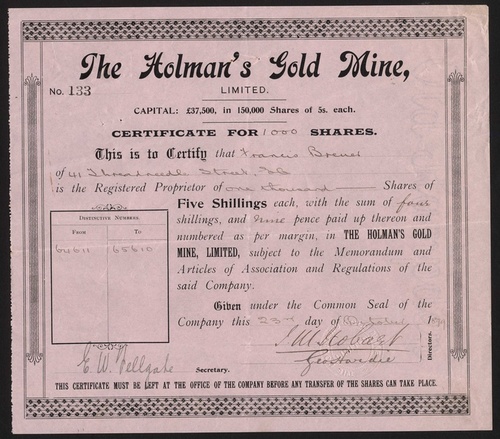 The Holman's Gold Mine,
No. 133
LIMITED.
CAPITAL: £37,500, in 150,000 Shares of 5s. each.
CERTIFICATE FOR 1000 SHARES.
This is to Certify that Francis Brewer
of 41 Threadneedle Street, EC
is the Registered Proprietor of one thousand Shares of
Five Shillings each, with the sum of four
shillings, and nine pence paid up thereon and
numbered as per margin, in THE HOLMAN'S GOLD
MINE, LIMITED, subject to the Memorandum and
Articles of Association and Regulations of the
said Company.
DISTINCTIVE NUMBERS.
FROM TO
64611 65610
Given under the Common Seal of the
Company this 23rd day of October 189
Directors.
Secretary.
THIS CERTIFICATE MUST BE LEFT AT THE OFFICE OF THE COMPANY BEFORE ANY TRANSFER OF THE SHARES CAN TAKE PLACE.